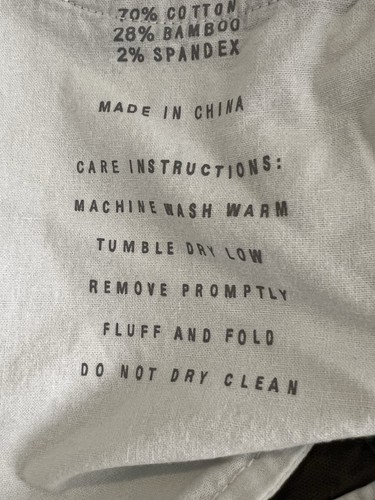 70% COTTON
28% BAMBOO
2% SPANDEX
MADE IN CHINA
CARE INSTRUCTIONS:
MACHINE WASH WARM
TUMBLE DRY LOW
REMOVE PROMPTLY
FLUFF AND FOLD
DO NOT DRY CLEAN